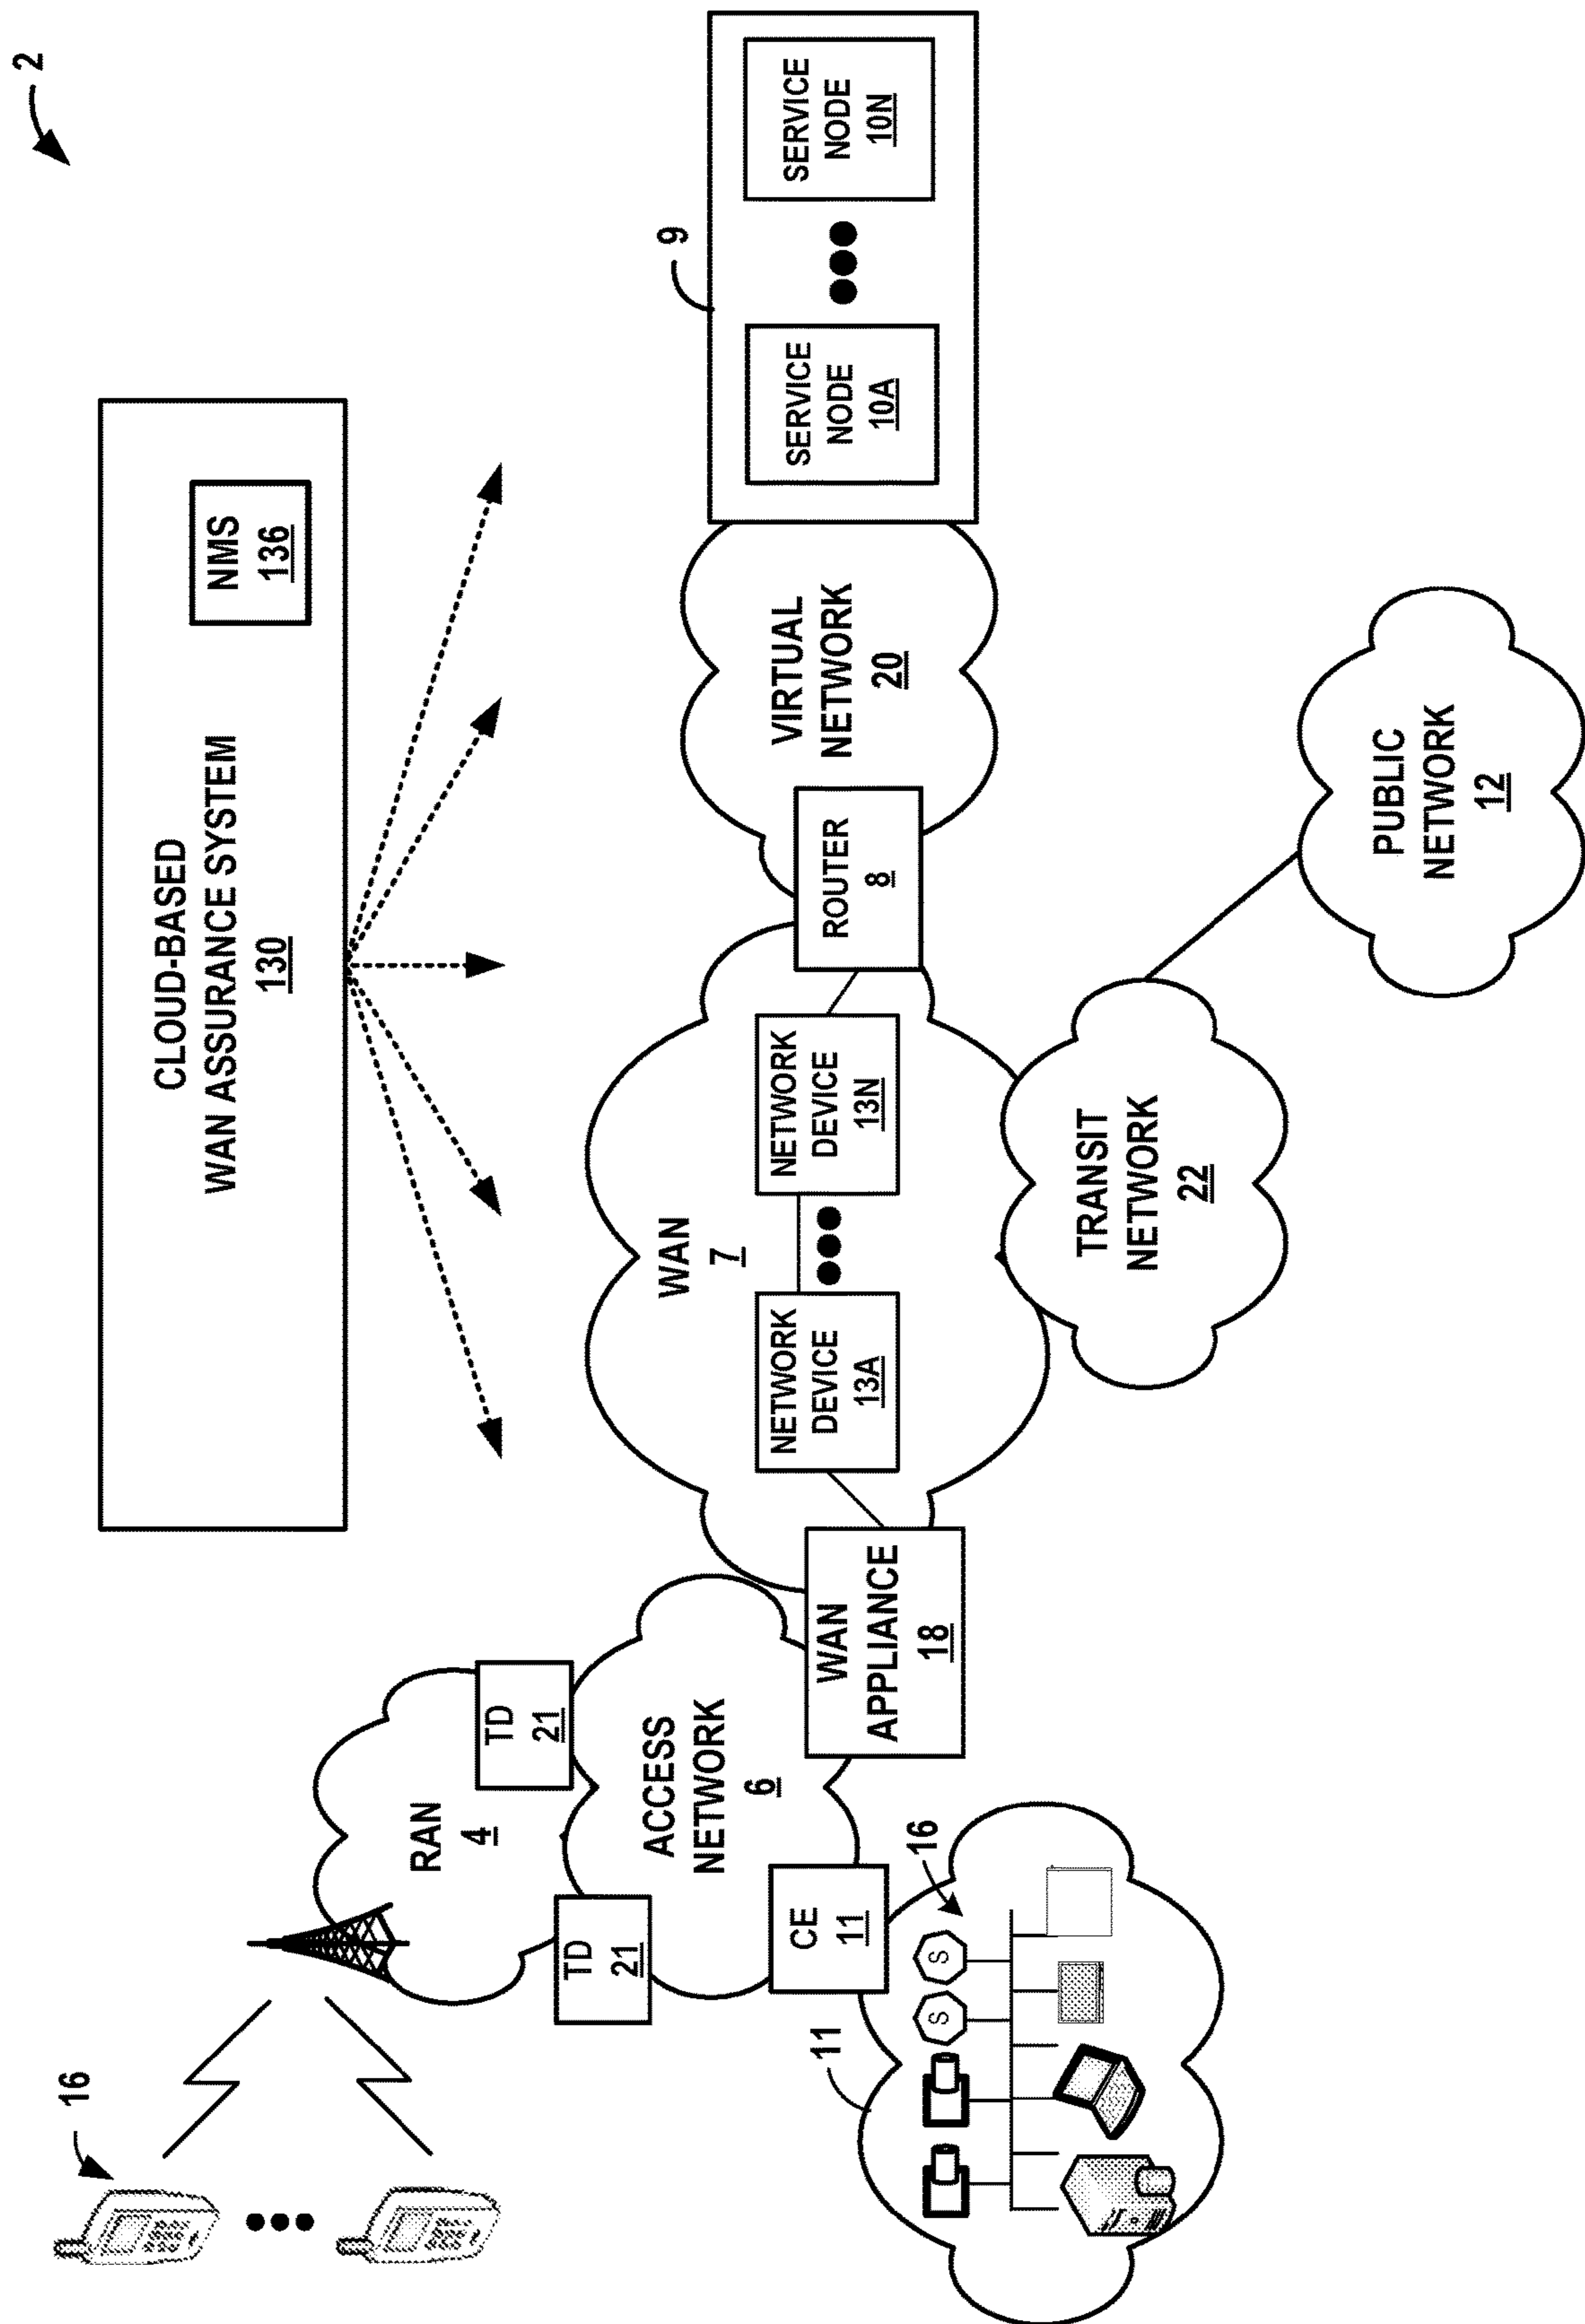 2
CLOUD-BASED
WAN ASSURANCE SYSTEM
130
NMS
136
16
RAN
4
TD
21
TD
21
ACCESS
NETWORK
6
CE
11
WAN
APPLIANCE
18
WAN
7
NETWORK
DEVICE
13A
NETWORK
DEVICE
13N
ROUTER
8
VIRTUAL
NETWORK
20
9
SERVICE
NODE
10A
SERVICE
NODE
10N
11
16
S
S
TRANSIT
NETWORK
22
PUBLIC
NETWORK
12